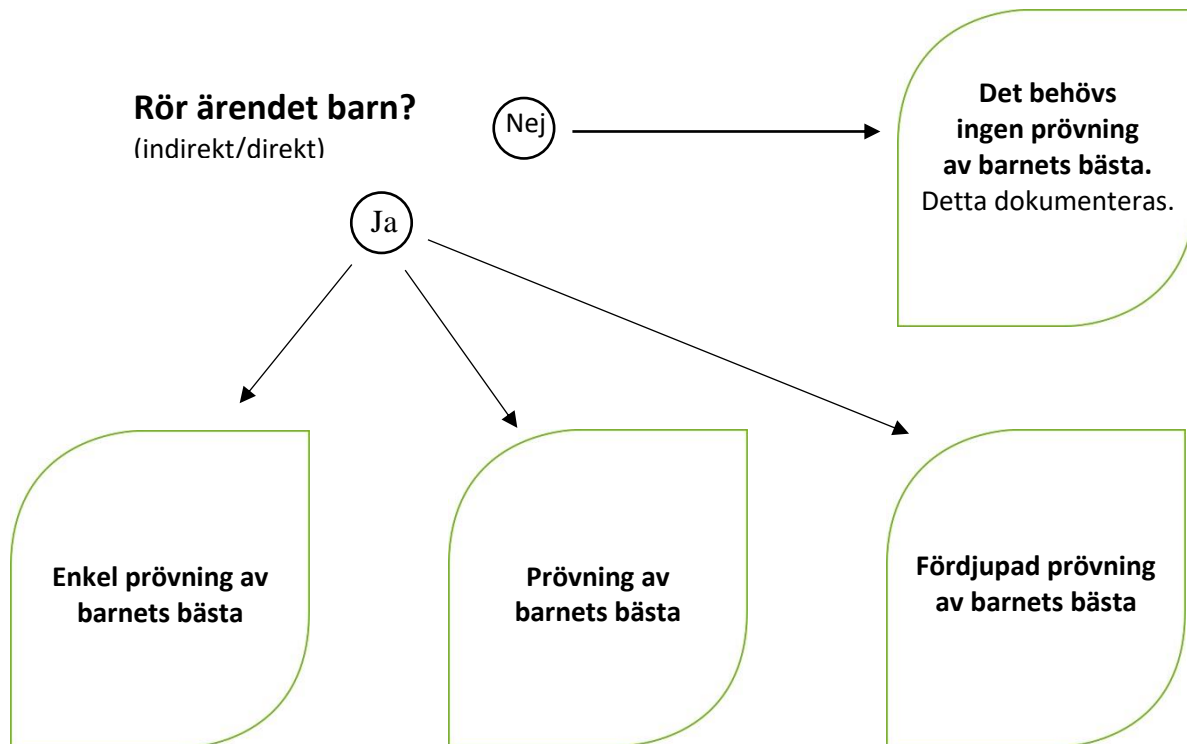 Rör ärendet barn?
(indirekt/direkt)
Nej
Det behövs
ingen prövning
av barnets bästa.
Detta dokumenteras.
Ja
Enkel prövning av
barnets bästa
Prövning av
barnets bästa
Fördjupad prövning
av barnets bästa